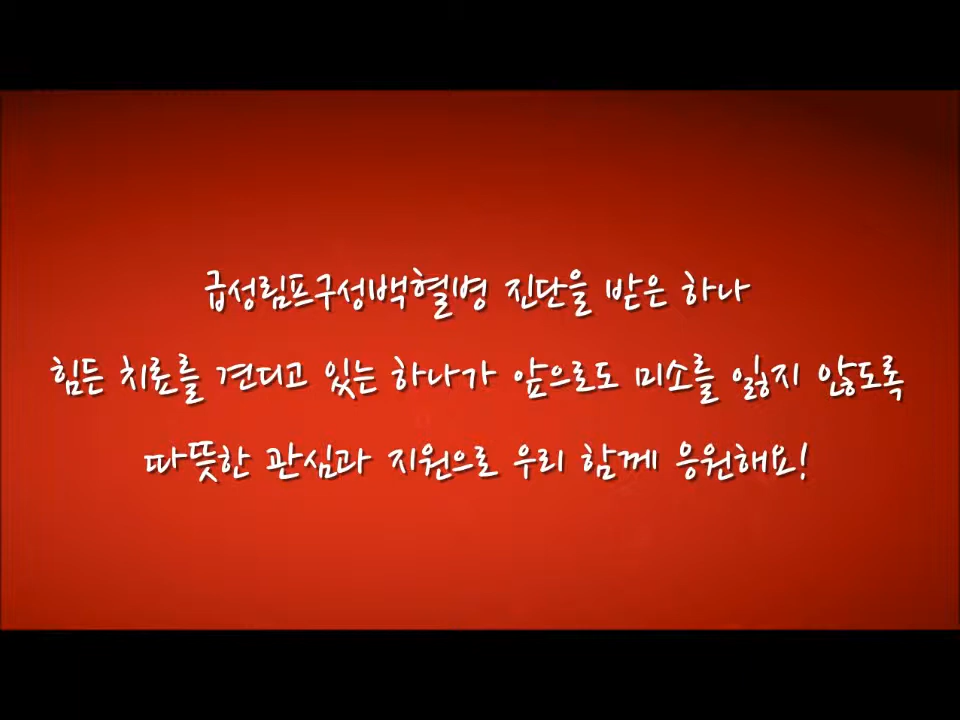 급성림프구성백혈병 진단을 받은 하나
힘든 치료를 견디고 있는 하나가 앞으로도 미소를 잃지 않도록
따뜻한 관심과 지원으로 우리 함께 응원해요!